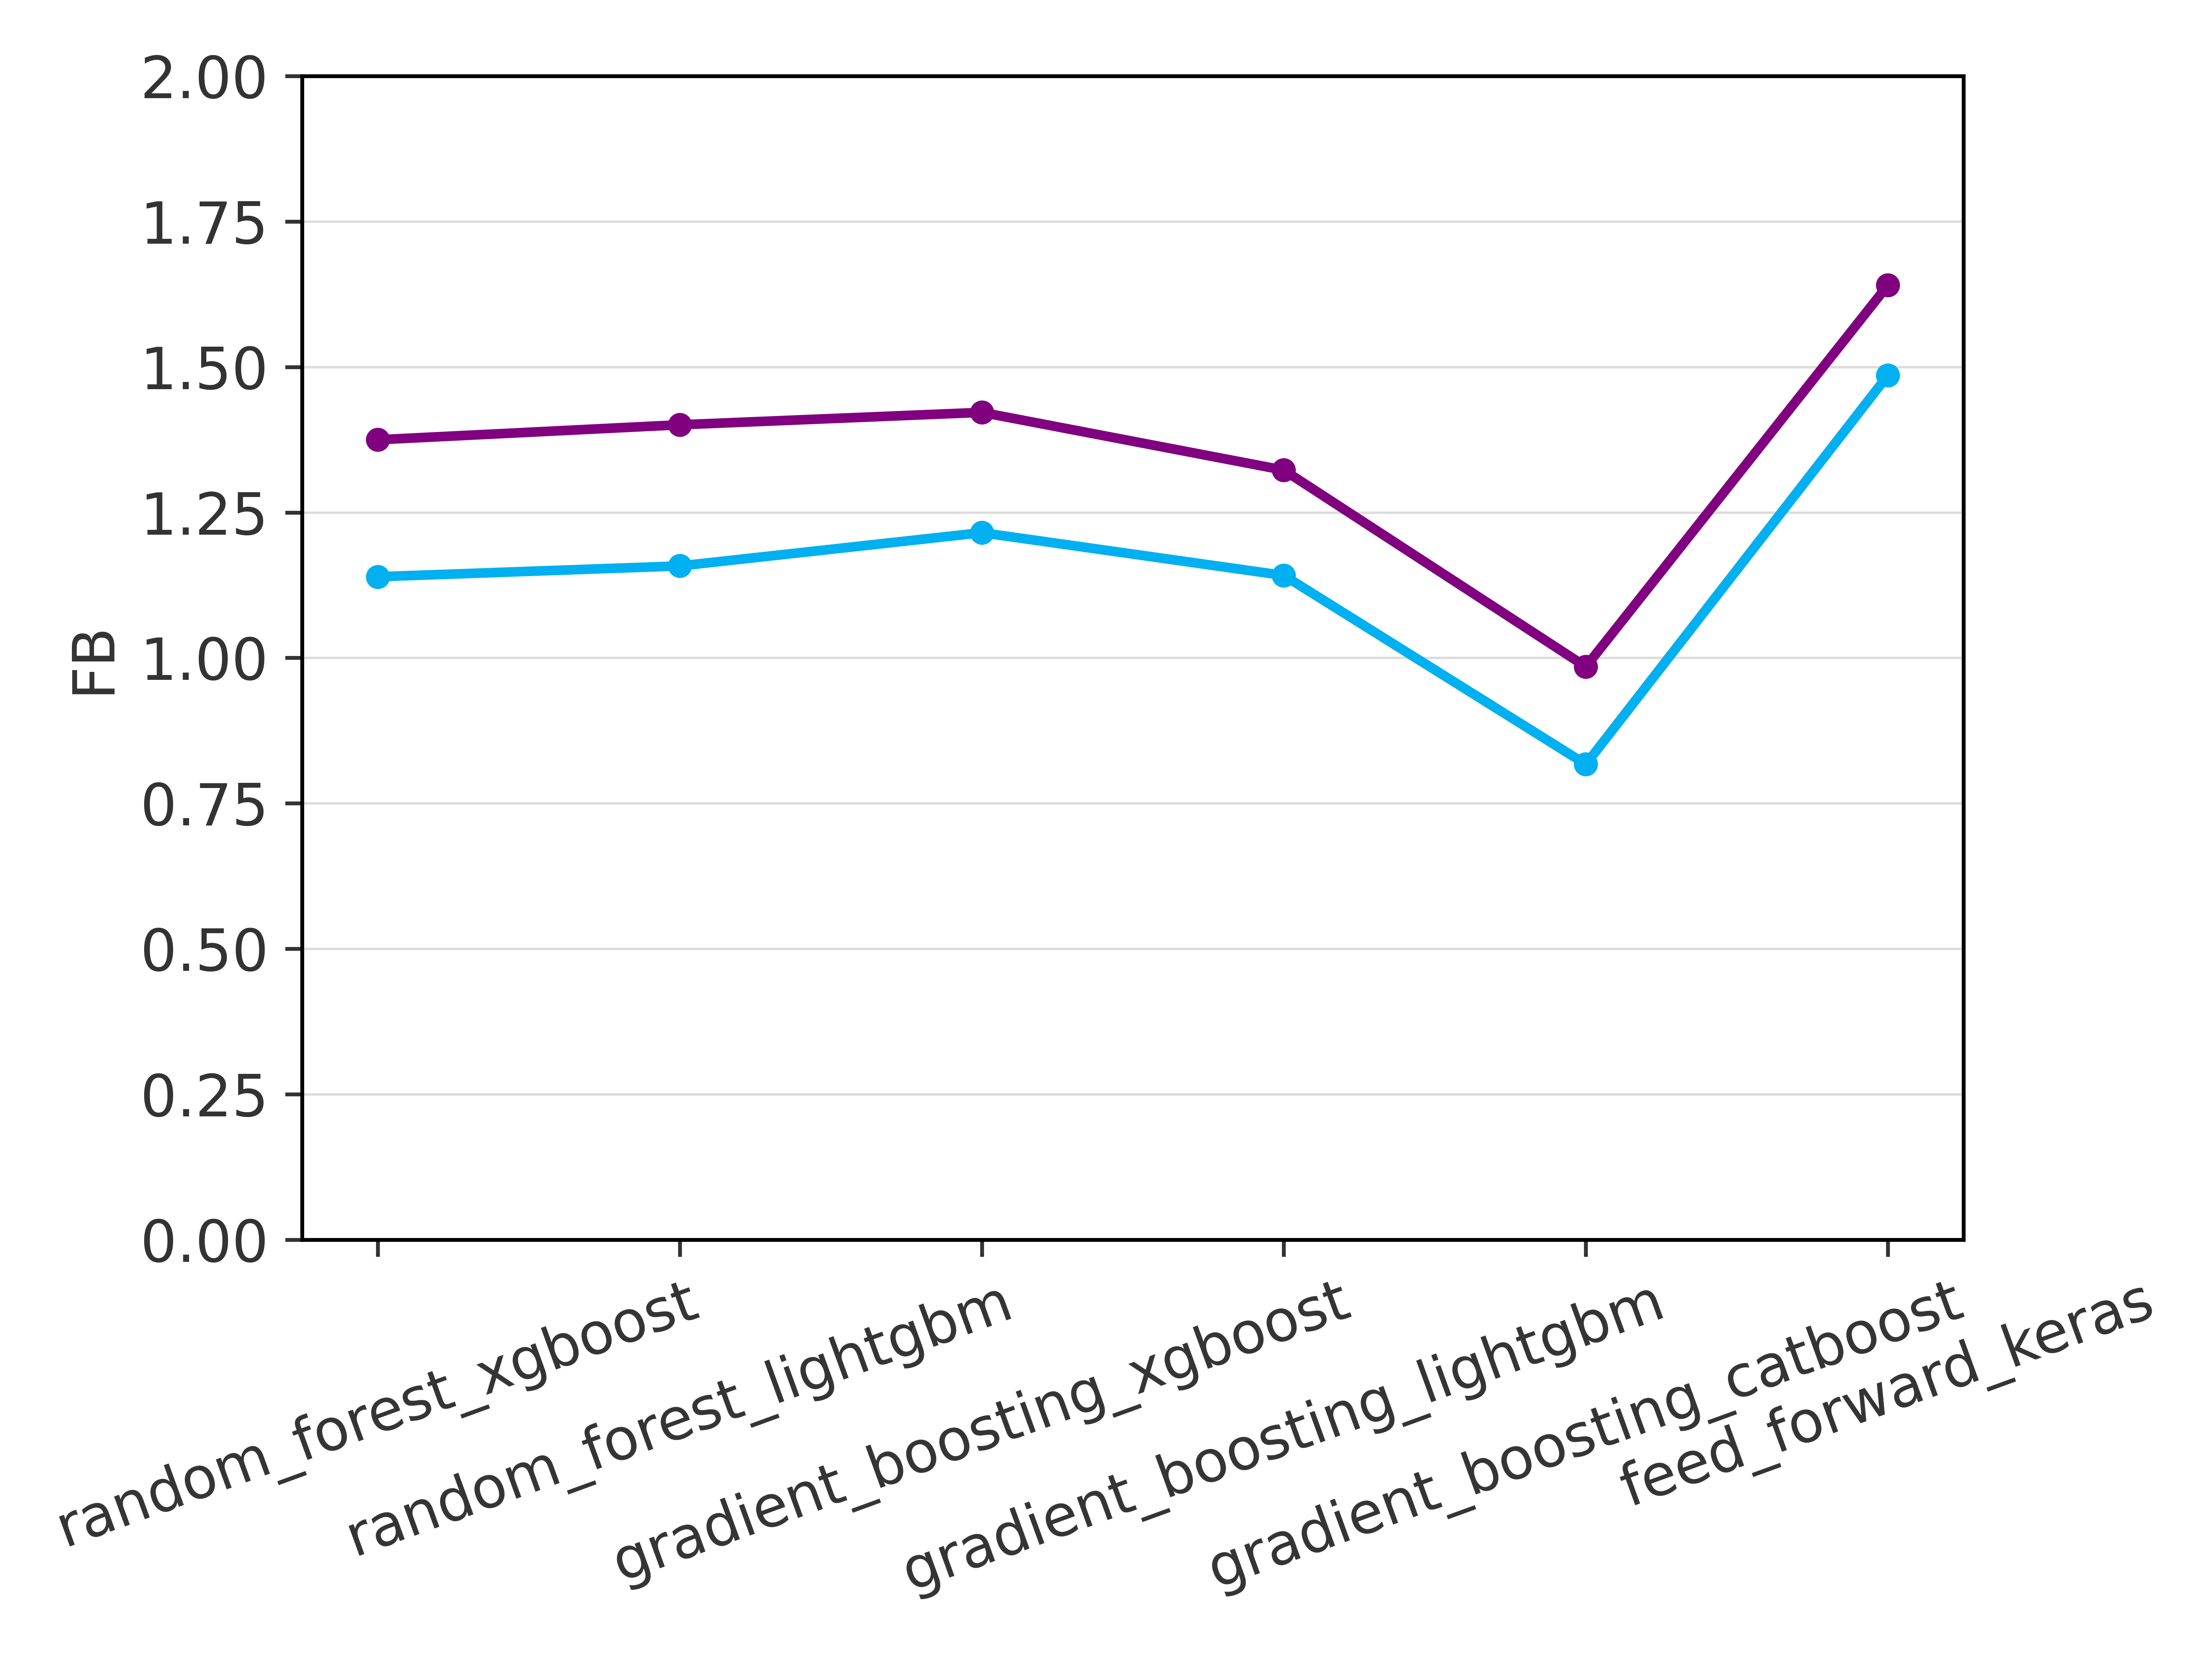 2.00
1.75
1.50
1.25
1.00
0.75
0.50
0.25
0.00
FB
random_forest_xgboost
random_forest_lightgbm
gradient_boosting_xgboost
gradient_boosting_lightgbm
gradient_boosting_catboost
feed_forward_keras